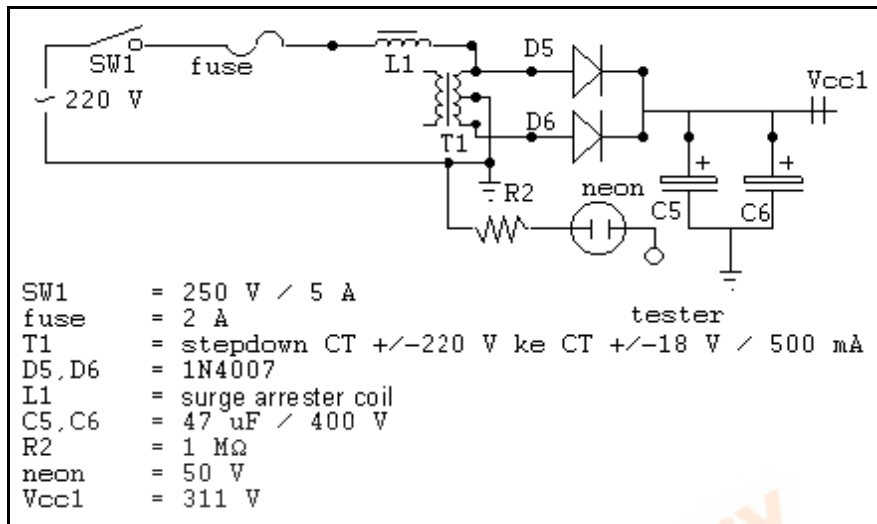 D5
SW1
fuse
L1
Vcc1
220 V
D6
T1
+
+
R2
neon
C5
C6
SW1 = 250 V / 5 A
fuse = 2 A
tester
T1 = stepdown CT +/-220 V ke CT +/-18 V / 500 mA
D5,D6 = 1N4007
L1 = surge arrester coil
C5,C6 = 47 uF / 400 V
R2 = 1 MΩ
neon = 50 V
Vcc1 = 311 V